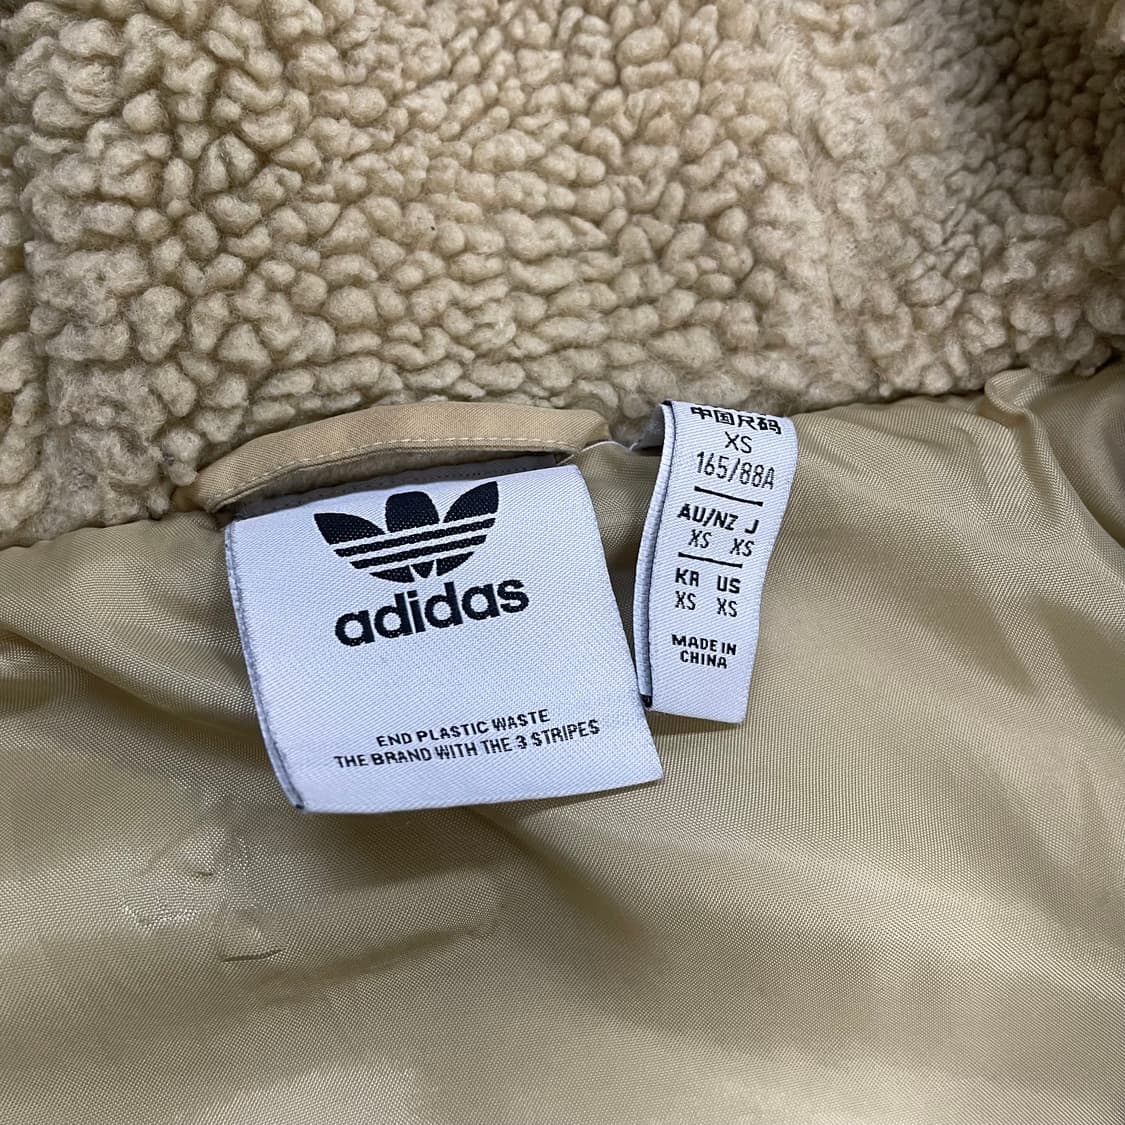 adidas
END PLASTIC WASTE
THE BRAND WITH THE 3 STRIPES
中国尺码
XS
165/88A
AU/NZ J
XS XS
KR US
XS XS
MADE IN
CHINA